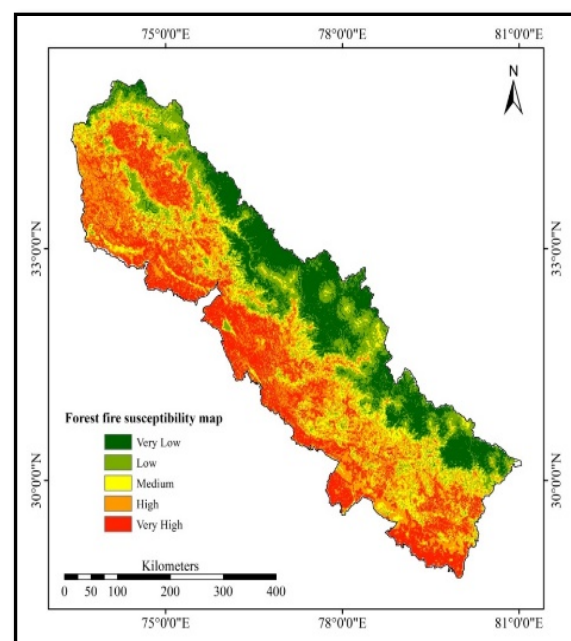 75°0'0"E 78°0'0"E 81°0'0"E
N
33°0'0"N 33°0'0"N
Forest fire susceptibility map
Very Low
Low
Medium
High
Very High
30°0'0"N 30°0'0"N
Kilometers
0 50 100 200 300 400
75°0'0"E 78°0'0"E 81°0'0"E